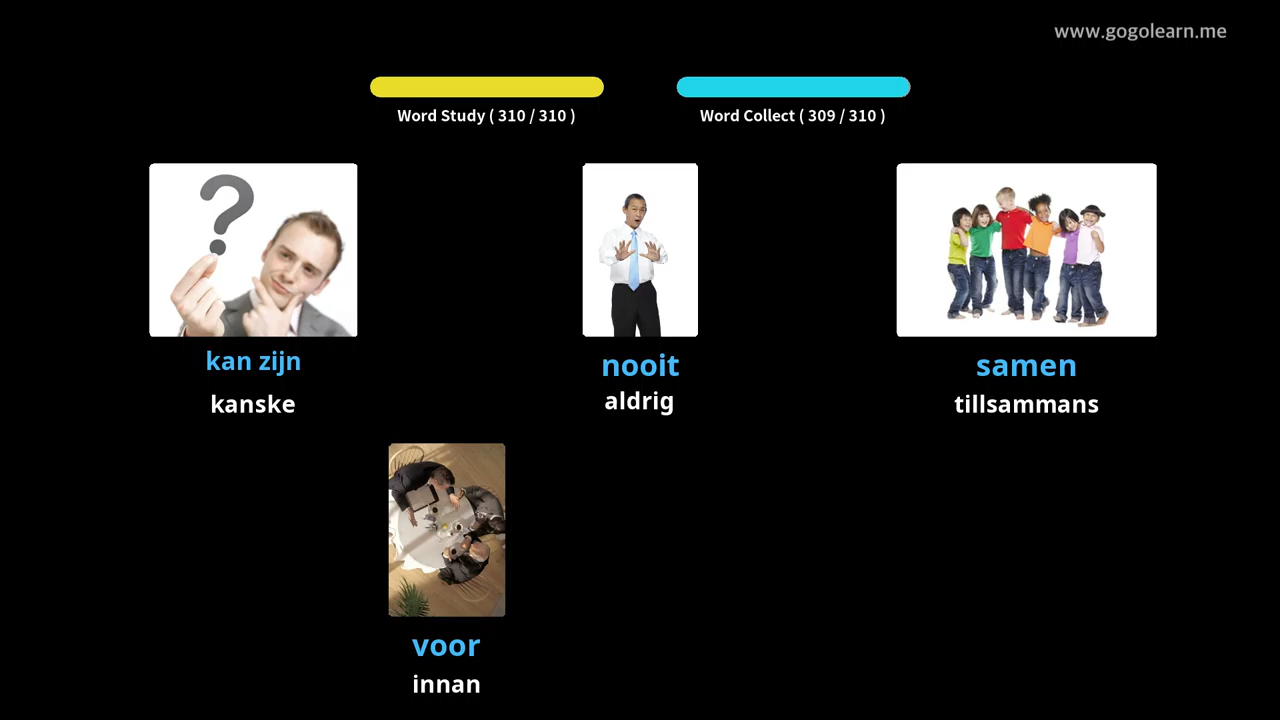 www.gogolearn.me
Word Study ( 310 / 310 )
Word Collect ( 309 / 310 )
kan zijn
kanske
nooit
aldrig
samen
tillsammans
voor
innan